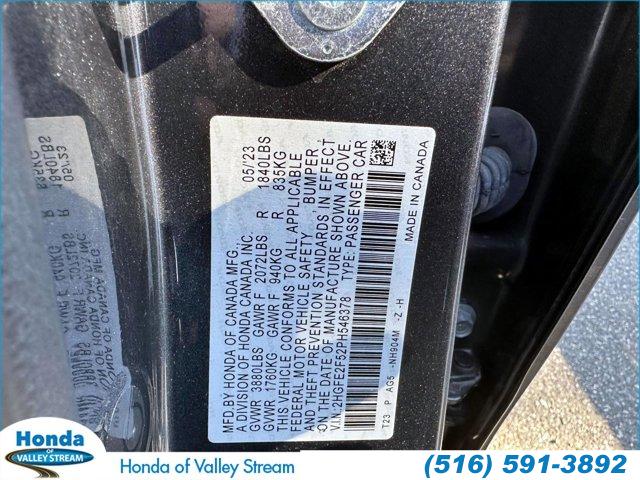 MFD. BY HONDA OF CANADA MFG. 05/23
A DIVISION OF HONDA CANADA INC.
GVWR 3880LBS GAWR F 2072LBS R 1840LBS
GVWR 1760KG GAWR F 940KG R 835KG
THIS VEHICLE CONFORMS TO ALL APPLICABLE
FEDERAL MOTOR VEHICLE SAFETY, BUMPER,
AND THEFT PREVENTION STANDARDS IN EFFECT
ON THE DATE OF MANUFACTURE SHOWN ABOVE.
V.I.N.: 2HGFE2F52PH546378 TYPE: PASSENGER CAR
T23 P AG5 -NH904M -Z -H
MADE IN CANADA
Honda
of
VALLEY STREAM
Honda of Valley Stream
(516) 591-3892